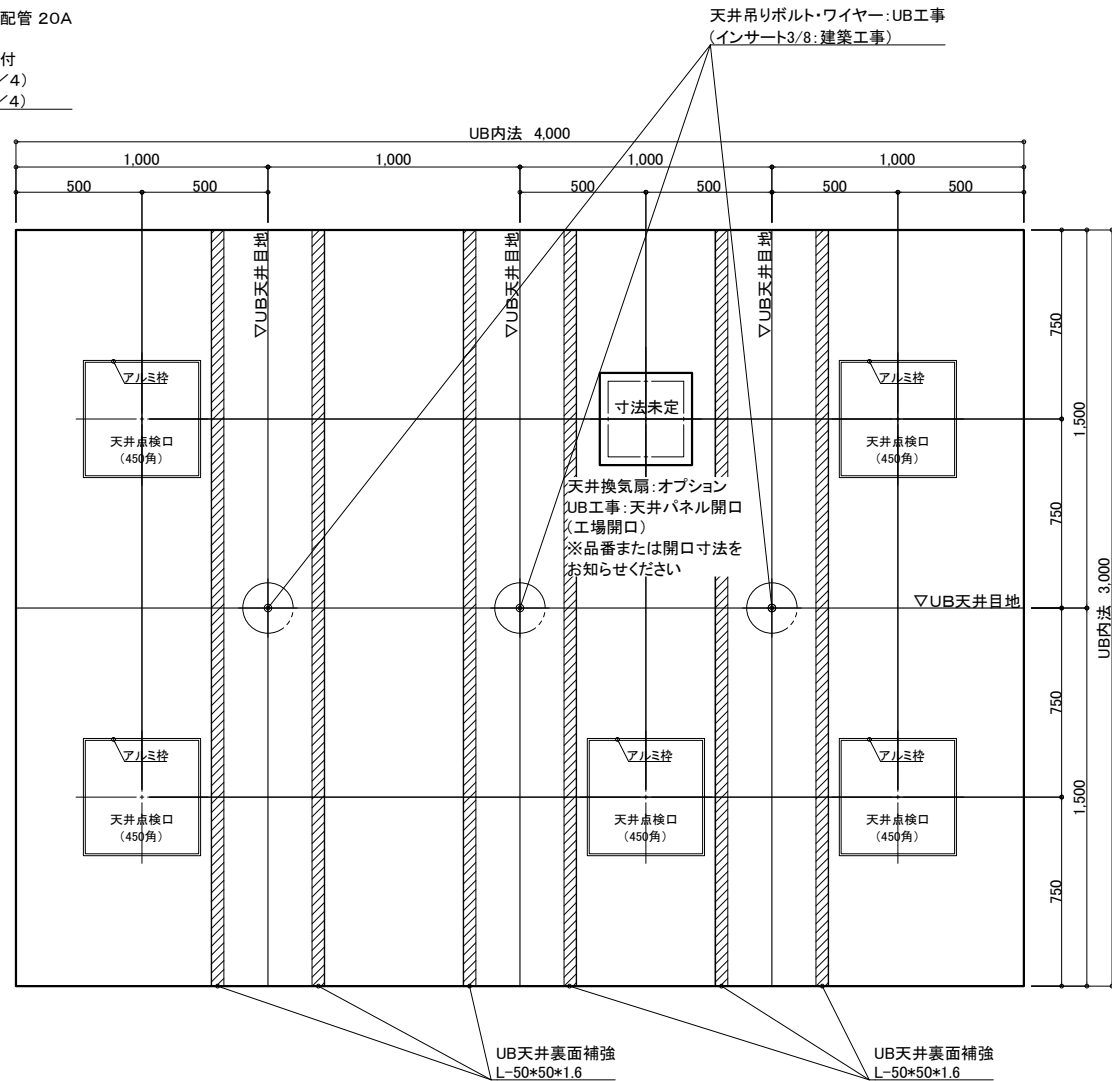 配管 20A
付
/4)
/4)
天井吊りボルト・ワイヤー:UB工事
(インサート3/8:建築工事)
UB内法 4,000
1,000
1,000
1,000
1,000
500
500
500
500
500
500
▽UB天井目地
▽UB天井目地
▽UB天井目地
アルミ枠
天井点検口
(450角)
寸法未定
アルミ枠
天井点検口
(450角)
天井換気扇:オプション
UB工事:天井パネル開口
(工場開口)
※品番または開口寸法を
お知らせください
▽UB天井目地
750
750
750
750
1,500
1,500
UB内法 3,000
アルミ枠
天井点検口
(450角)
アルミ枠
天井点検口
(450角)
アルミ枠
天井点検口
(450角)
UB天井裏面補強
L-50*50*1.6
UB天井裏面補強
L-50*50*1.6